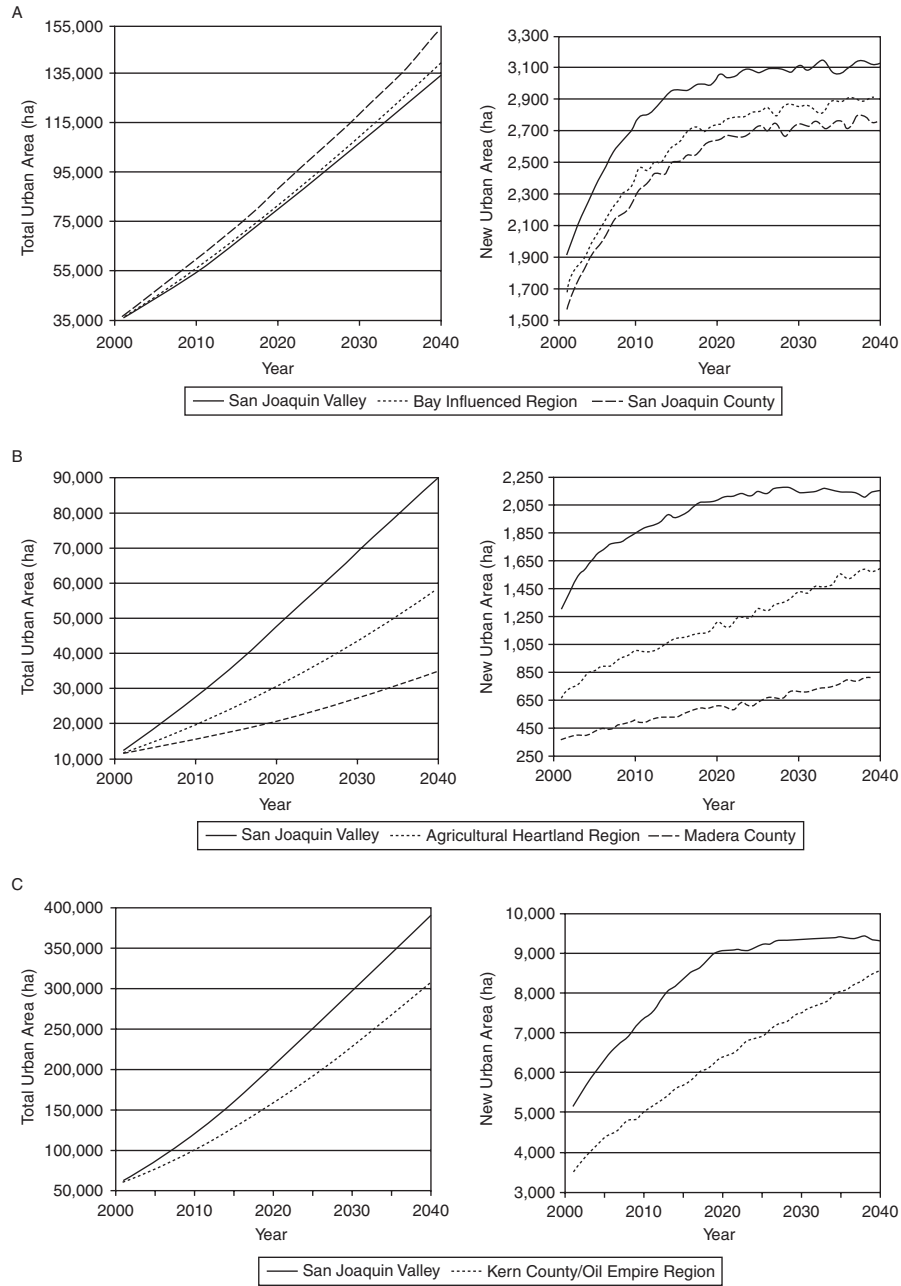 A
155,000
135,000
115,000
95,000
75,000
55,000
35,000
Total Urban Area (ha)
2000 2010 2020 2030 2040
Year
3,300
3,100
2,900
2,700
2,500
2,300
2,100
1,900
1,700
1,500
New Urban Area (ha)
2000 2010 2020 2030 2040
Year
San Joaquin Valley Bay Influenced Region San Joaquin County
B
90,000
80,000
70,000
60,000
50,000
40,000
30,000
20,000
10,000
Total Urban Area (ha)
2000 2010 2020 2030 2040
Year
2,250
2,050
1,850
1,650
1,450
1,250
1,050
850
650
450
250
New Urban Area (ha)
2000 2010 2020 2030 2040
Year
San Joaquin Valley Agricultural Heartland Region Madera County
C
400,000
350,000
300,000
250,000
200,000
150,000
100,000
50,000
Total Urban Area (ha)
2000 2010 2020 2030 2040
Year
10,000
9,000
8,000
7,000
6,000
5,000
4,000
3,000
New Urban Area (ha)
2000 2010 2020 2030 2040
Year
San Joaquin Valley Kern County/Oil Empire Region